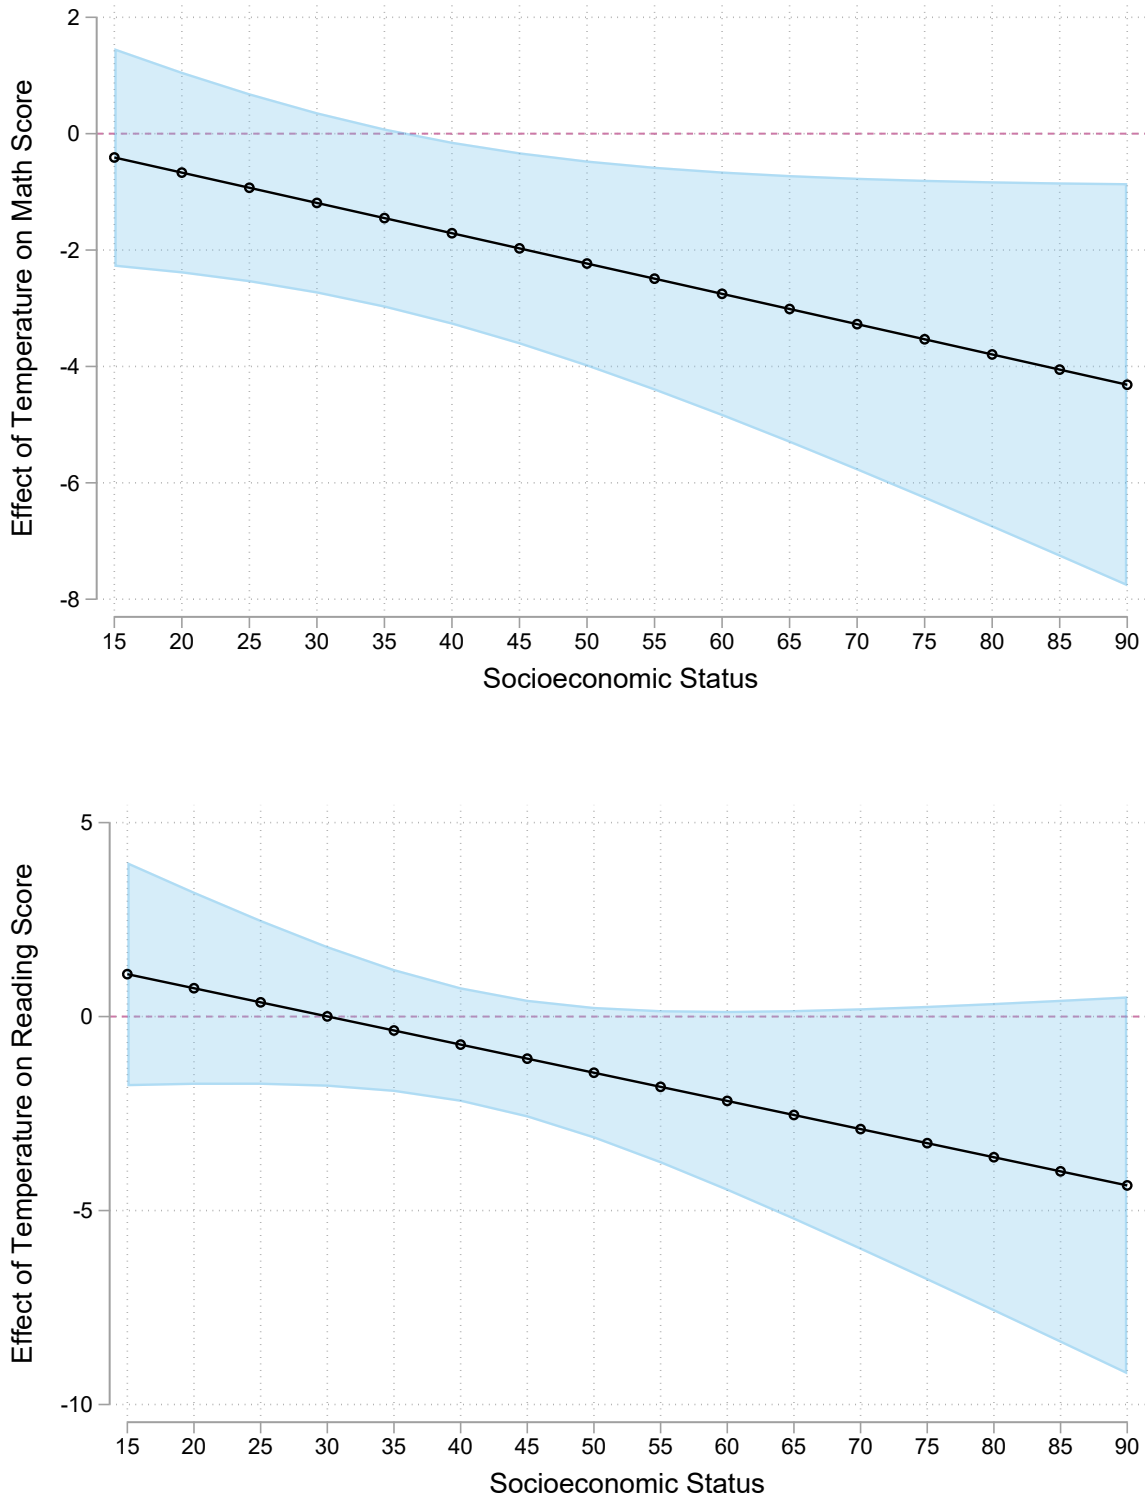 Effect of Temperature on Math Score
2
0
-2
-4
-6
-8
15 20 25 30 35 40 45 50 55 60 65 70 75 80 85 90
Socioeconomic Status
Effect of Temperature on Reading Score
5
0
-5
-10
15 20 25 30 35 40 45 50 55 60 65 70 75 80 85 90
Socioeconomic Status